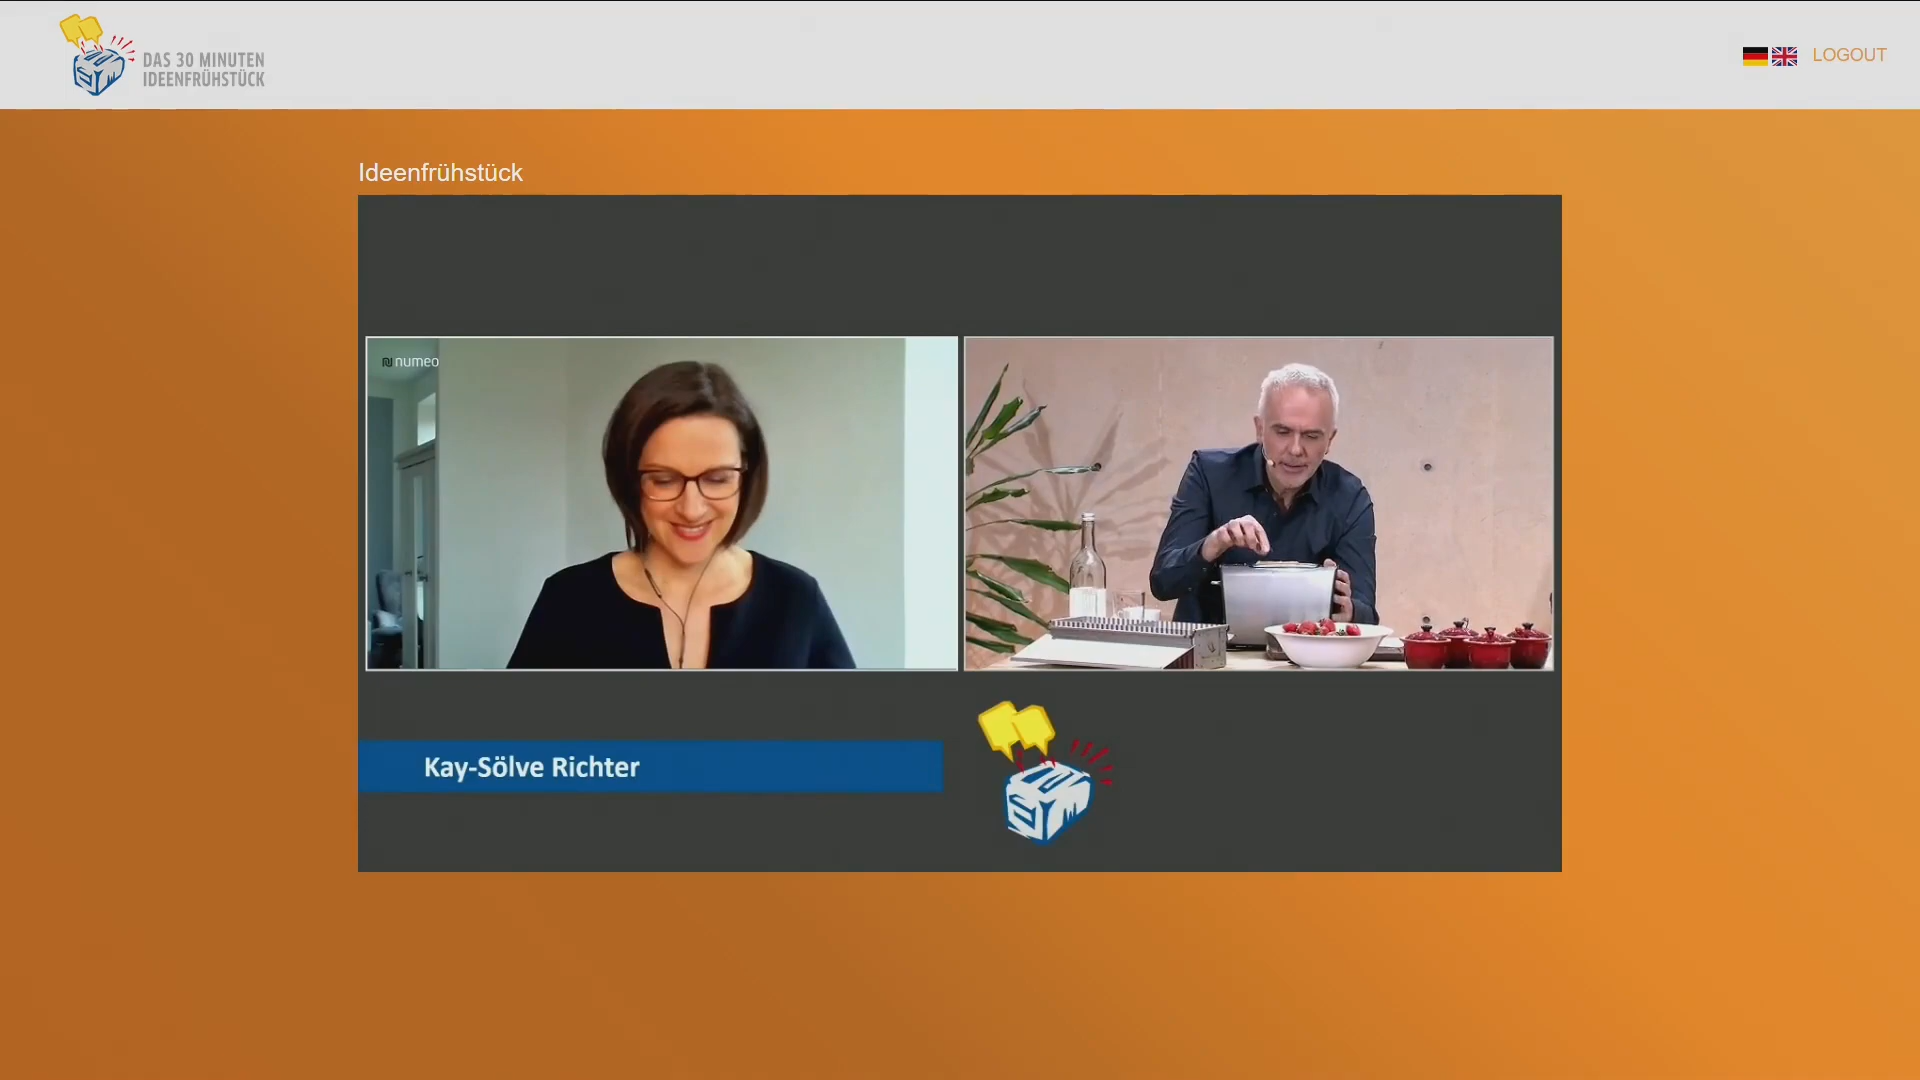 DAS 30 MINUTEN
IDEENFRÜHSTÜCK
LOGOUT
Ideenfrühstück
numeo
Kay-Sölve Richter